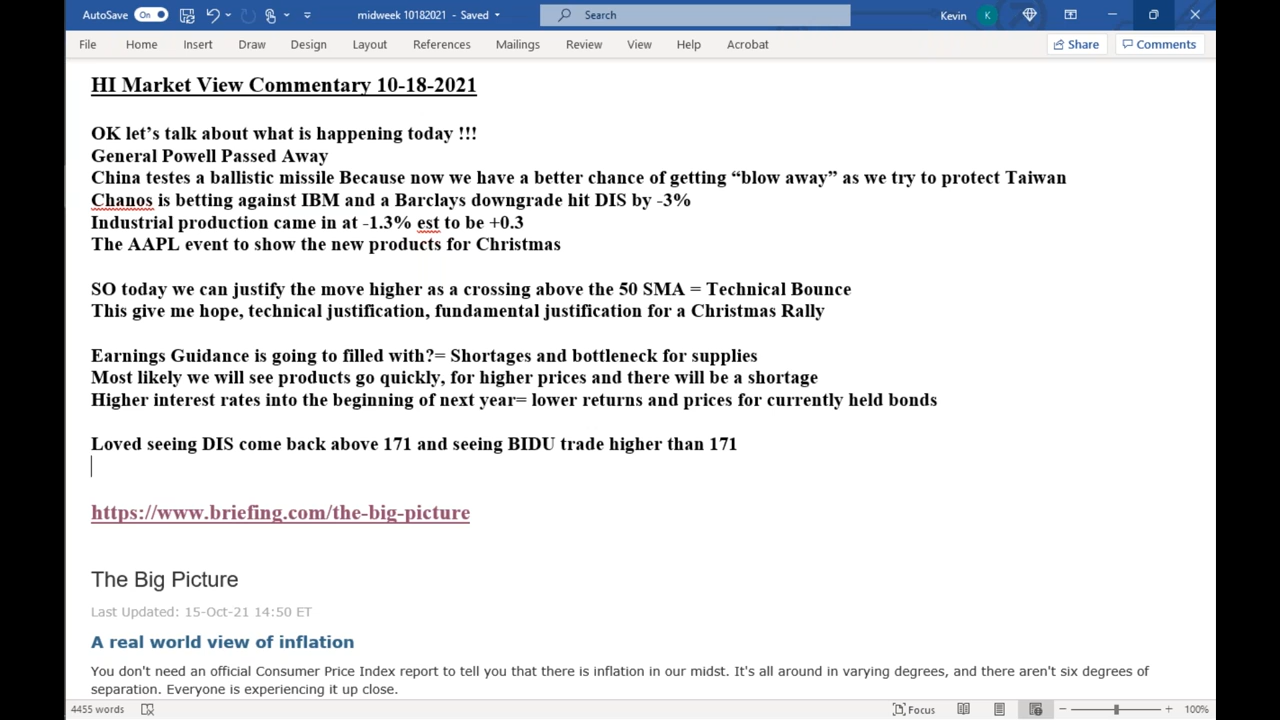 AutoSave On midweek 10182021 - Saved Search Kevin K
File Home Insert Draw Design Layout References Mailings Review View Help Acrobat Share Comments
HI Market View Commentary 10-18-2021
OK let’s talk about what is happening today !!!
General Powell Passed Away
China testes a ballistic missile Because now we have a better chance of getting “blow away” as we try to protect Taiwan
Chanos is betting against IBM and a Barclays downgrade hit DIS by -3%
Industrial production came in at -1.3% est to be +0.3
The AAPL event to show the new products for Christmas
SO today we can justify the move higher as a crossing above the 50 SMA = Technical Bounce
This give me hope, technical justification, fundamental justification for a Christmas Rally
Earnings Guidance is going to filled with?= Shortages and bottleneck for supplies
Most likely we will see products go quickly, for higher prices and there will be a shortage
Higher interest rates into the beginning of next year= lower returns and prices for currently held bonds
Loved seeing DIS come back above 171 and seeing BIDU trade higher than 171
https://www.briefing.com/the-big-picture
The Big Picture
Last Updated: 15-Oct-21 14:50 ET
A real world view of inflation
You don't need an official Consumer Price Index report to tell you that there is inflation in our midst. It's all around in varying degrees, and there aren't six degrees of
separation. Everyone is experiencing it up close.
4455 words Focus 100%